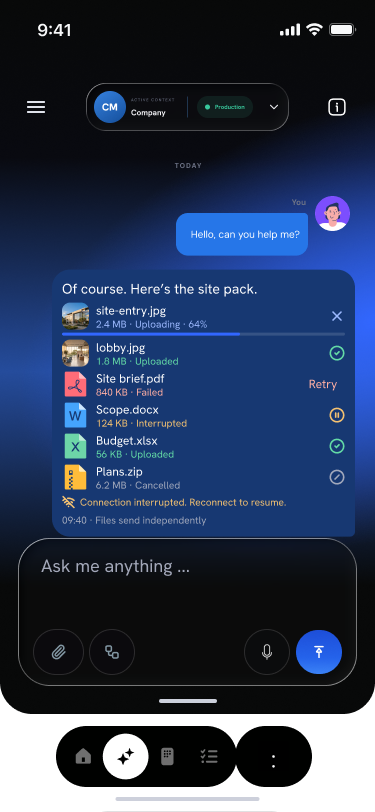 9:41
CM
ACTIVE CONTEXT
Company
Production
TODAY
You
Hello, can you help me?
Of course. Here’s the site pack.
site-entry.jpg
2.4 MB · Uploading · 64%
lobby.jpg
1.8 MB · Uploaded
Site brief.pdf
840 KB · Failed
Retry
W
Scope.docx
124 KB · Interrupted
X
Budget.xlsx
56 KB · Uploaded
Plans.zip
6.2 MB · Cancelled
Connection interrupted. Reconnect to resume.
09:40 · Files send independently
Ask me anything ...